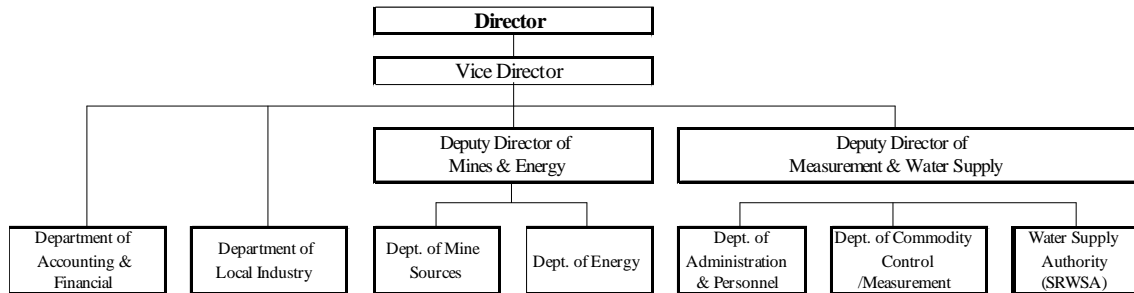 Director
Vice Director
Deputy Director of
Mines & Energy
Deputy Director of
Measurement & Water Supply
Department of
Accounting &
Financial
Department of
Local Industry
Dept. of Mine
Sources
Dept. of Energy
Dept. of
Administration
& Personnel
Dept. of Commodity
Control
/Measurement
Water Supply
Authority
(SRWSA)